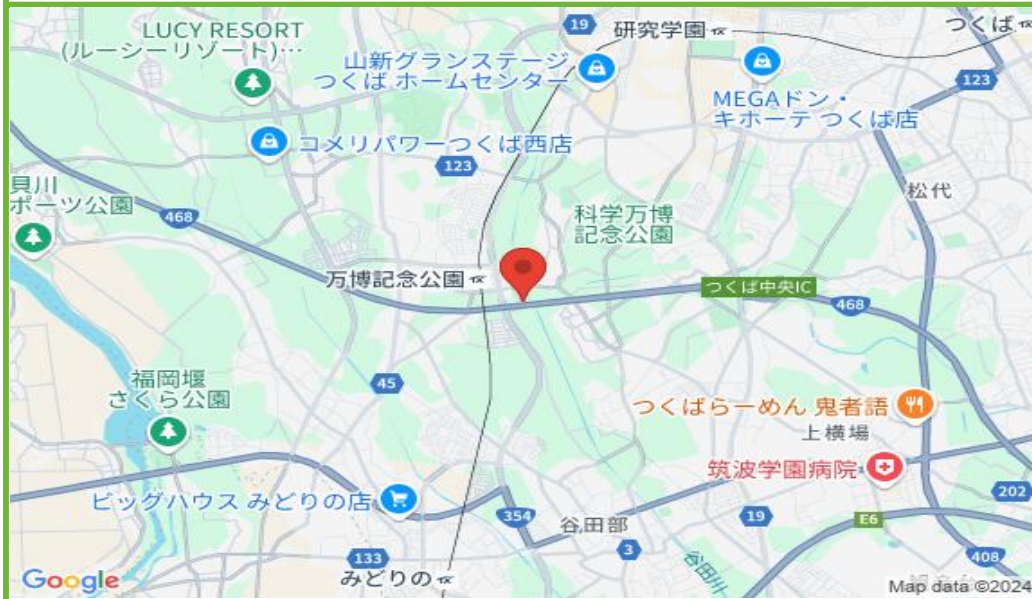 LUCY RESORT
(ルーシーリゾート)…
19
研究学園
つくば
山新グランステージ
つくば ホームセンター
MEGAドン・
キホーテ つくば店
123
コメリパワーつくば西店
123
貝川
ポーツ公園
468
松代
科学万博
記念公園
万博記念公園
つくば中央IC
468
45
福岡堰
さくら公園
つくばらーめん 鬼者語
上横場
筑波学園病院
ビッグハウス みどりの店
354
谷田部
19
202
E6
133
3
谷田川
408
みどりの
Google
Map data ©2024